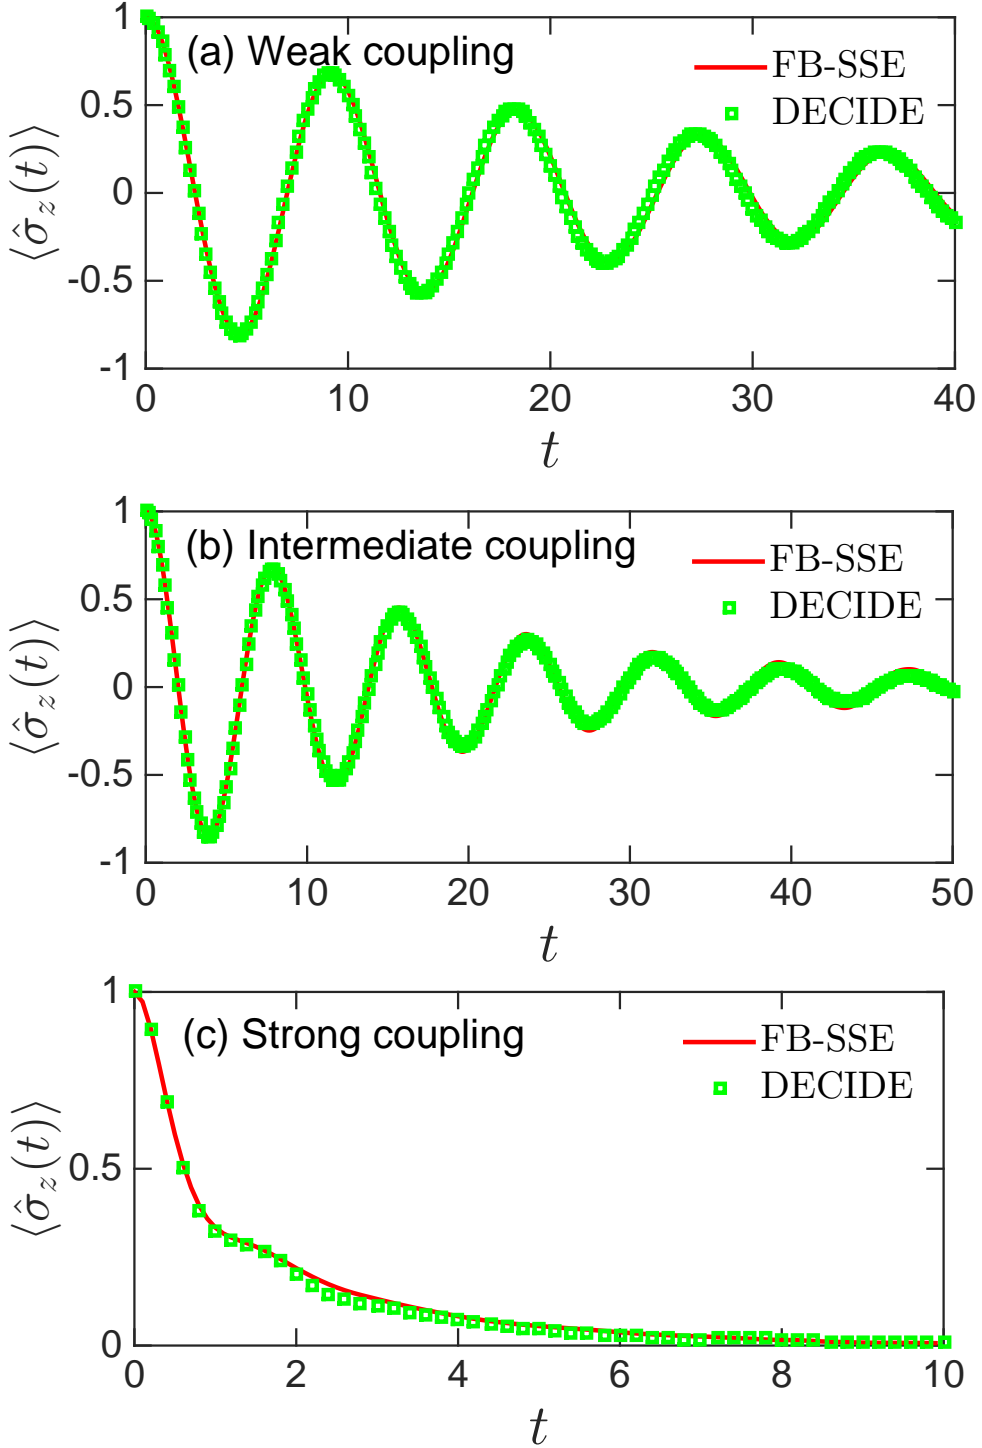 (a) Weak coupling
FB-SSE
DECIDE
1
0.5
0
-0.5
-1
⟨σ̂z(t)⟩
0 10 20 30 40
t
(b) Intermediate coupling
FB-SSE
DECIDE
1
0.5
0
-0.5
-1
⟨σ̂z(t)⟩
0 10 20 30 40 50
t
(c) Strong coupling
FB-SSE
DECIDE
1
0.5
0
⟨σ̂z(t)⟩
0 2 4 6 8 10
t